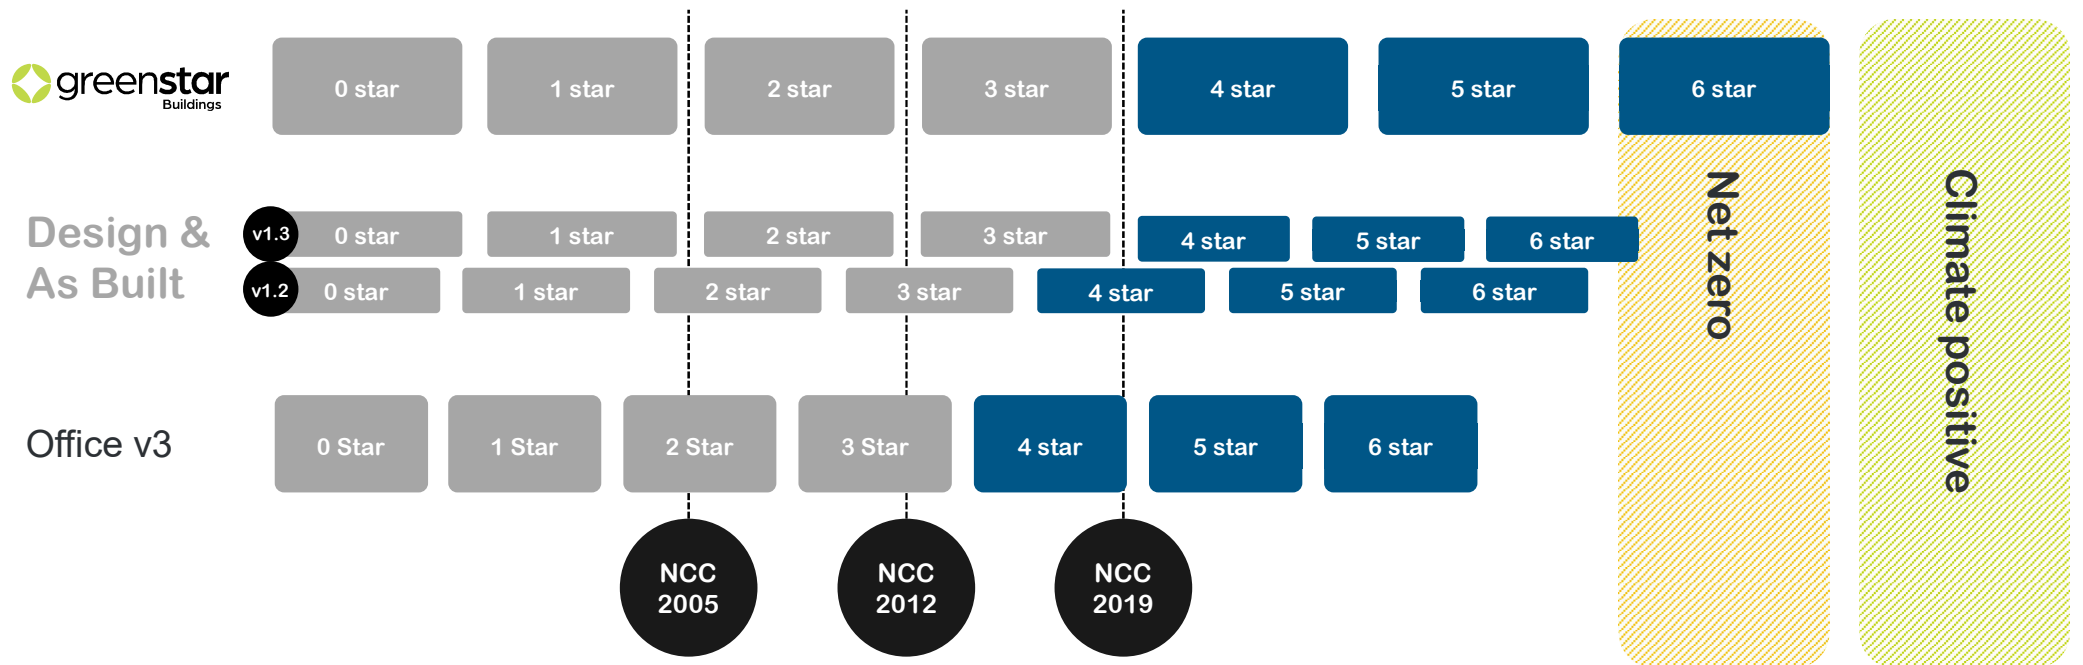 greenstar
Buildings
0 star
1 star
2 star
3 star
4 star
5 star
6 star
Design &
As Built
v1.3
0 star
1 star
2 star
3 star
4 star
5 star
6 star
v1.2
0 star
1 star
2 star
3 star
4 star
5 star
6 star
Office v3
0 Star
1 Star
2 Star
3 Star
4 star
5 star
6 star
NCC
2005
NCC
2012
NCC
2019
Net zero
Climate positive